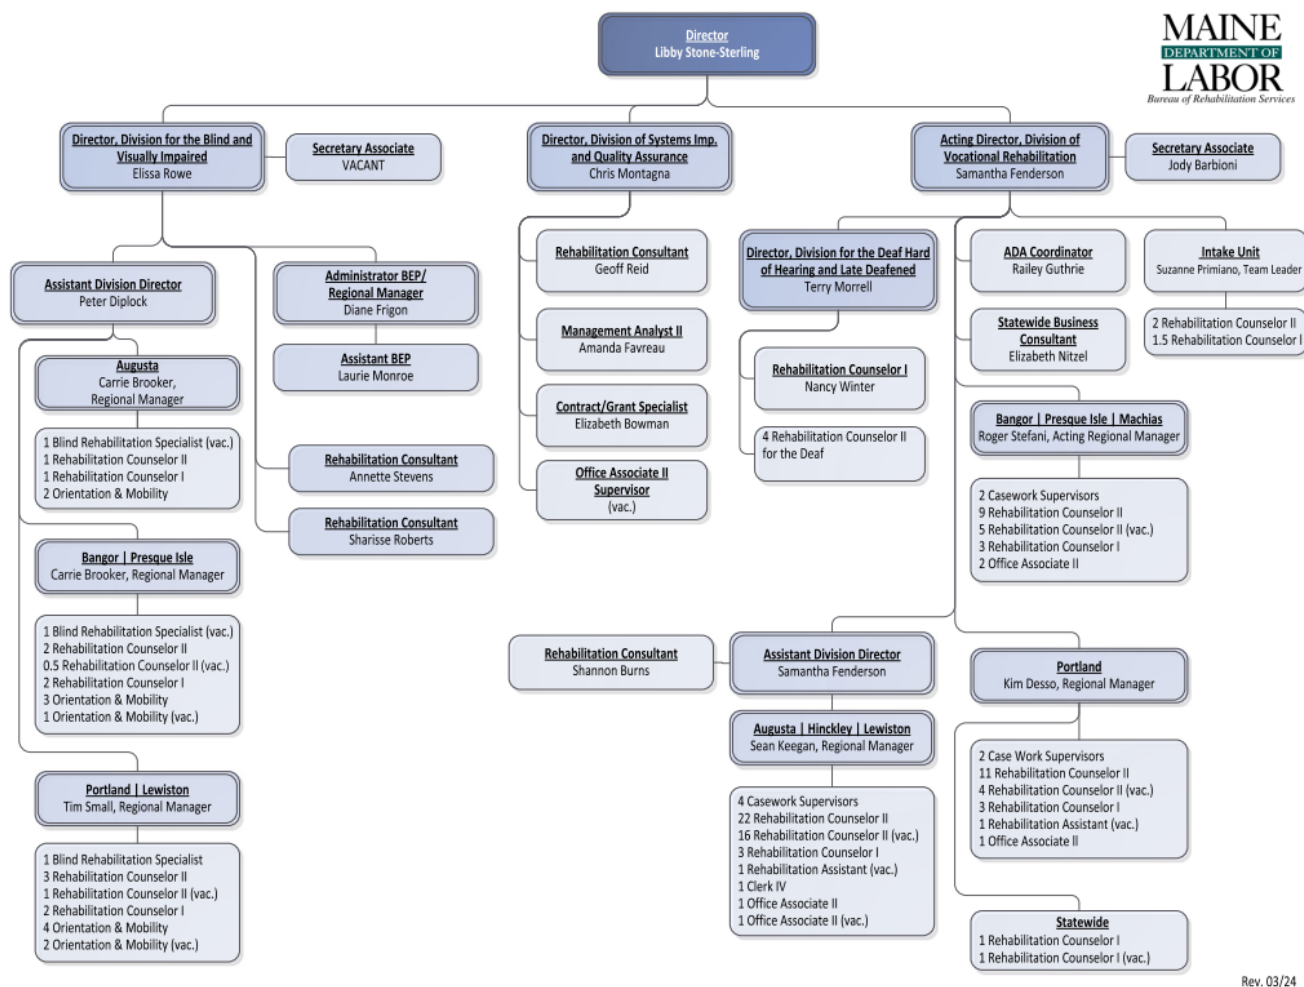 Director
Libby Stone-Sterling
MAINE
DEPARTMENT OF
LABOR
Bureau of Rehabilitation Services
Director, Division for the Blind and
Visually Impaired
Elissa Rowe
Secretary Associate
VACANT
Director, Division of Systems Imp.
and Quality Assurance
Chris Montagna
Acting Director, Division of
Vocational Rehabilitation
Samantha Fenderson
Secretary Associate
Jody Barbioni
Assistant Division Director
Peter Diplock
Administrator BEP/
Regional Manager
Diane Frigon
Assistant BEP
Laurie Monroe
Augusta
Carrie Brooker,
Regional Manager
1 Blind Rehabilitation Specialist (vac.)
1 Rehabilitation Counselor II
1 Rehabilitation Counselor I
2 Orientation & Mobility
Rehabilitation Consultant
Annette Stevens
Rehabilitation Consultant
Sharisse Roberts
Bangor | Presque Isle
Carrie Brooker, Regional Manager
1 Blind Rehabilitation Specialist (vac.)
2 Rehabilitation Counselor II
0.5 Rehabilitation Counselor II (vac.)
2 Rehabilitation Counselor I
3 Orientation & Mobility
1 Orientation & Mobility (vac.)
Portland | Lewiston
Tim Small, Regional Manager
1 Blind Rehabilitation Specialist
3 Rehabilitation Counselor II
1 Rehabilitation Counselor II (vac.)
2 Rehabilitation Counselor I
4 Orientation & Mobility
2 Orientation & Mobility (vac.)
Rehabilitation Consultant
Geoff Reid
Management Analyst II
Amanda Favreau
Contract/Grant Specialist
Elizabeth Bowman
Office Associate II
Supervisor
(vac.)
Director, Division for the Deaf Hard
of Hearing and Late Deafened
Terry Morrell
Rehabilitation Counselor I
Nancy Winter
4 Rehabilitation Counselor II
for the Deaf
ADA Coordinator
Railey Guthrie
Statewide Business
Consultant
Elizabeth Nitzel
Intake Unit
Suzanne Primiano, Team Leader
2 Rehabilitation Counselor II
1.5 Rehabilitation Counselor I
Bangor | Presque Isle | Machias
Roger Stefani, Acting Regional Manager
2 Casework Supervisors
9 Rehabilitation Counselor II
5 Rehabilitation Counselor II (vac.)
3 Rehabilitation Counselor I
2 Office Associate II
Rehabilitation Consultant
Shannon Burns
Assistant Division Director
Samantha Fenderson
Augusta | Hinckley | Lewiston
Sean Keegan, Regional Manager
4 Casework Supervisors
22 Rehabilitation Counselor II
16 Rehabilitation Counselor II (vac.)
3 Rehabilitation Counselor I
1 Rehabilitation Assistant (vac.)
1 Clerk IV
1 Office Associate II
1 Office Associate II (vac.)
Portland
Kim Desso, Regional Manager
2 Case Work Supervisors
11 Rehabilitation Counselor II
4 Rehabilitation Counselor II (vac.)
3 Rehabilitation Counselor I
1 Rehabilitation Assistant (vac.)
1 Office Associate II
Statewide
1 Rehabilitation Counselor I
1 Rehabilitation Counselor I (vac.)
Rev. 03/24